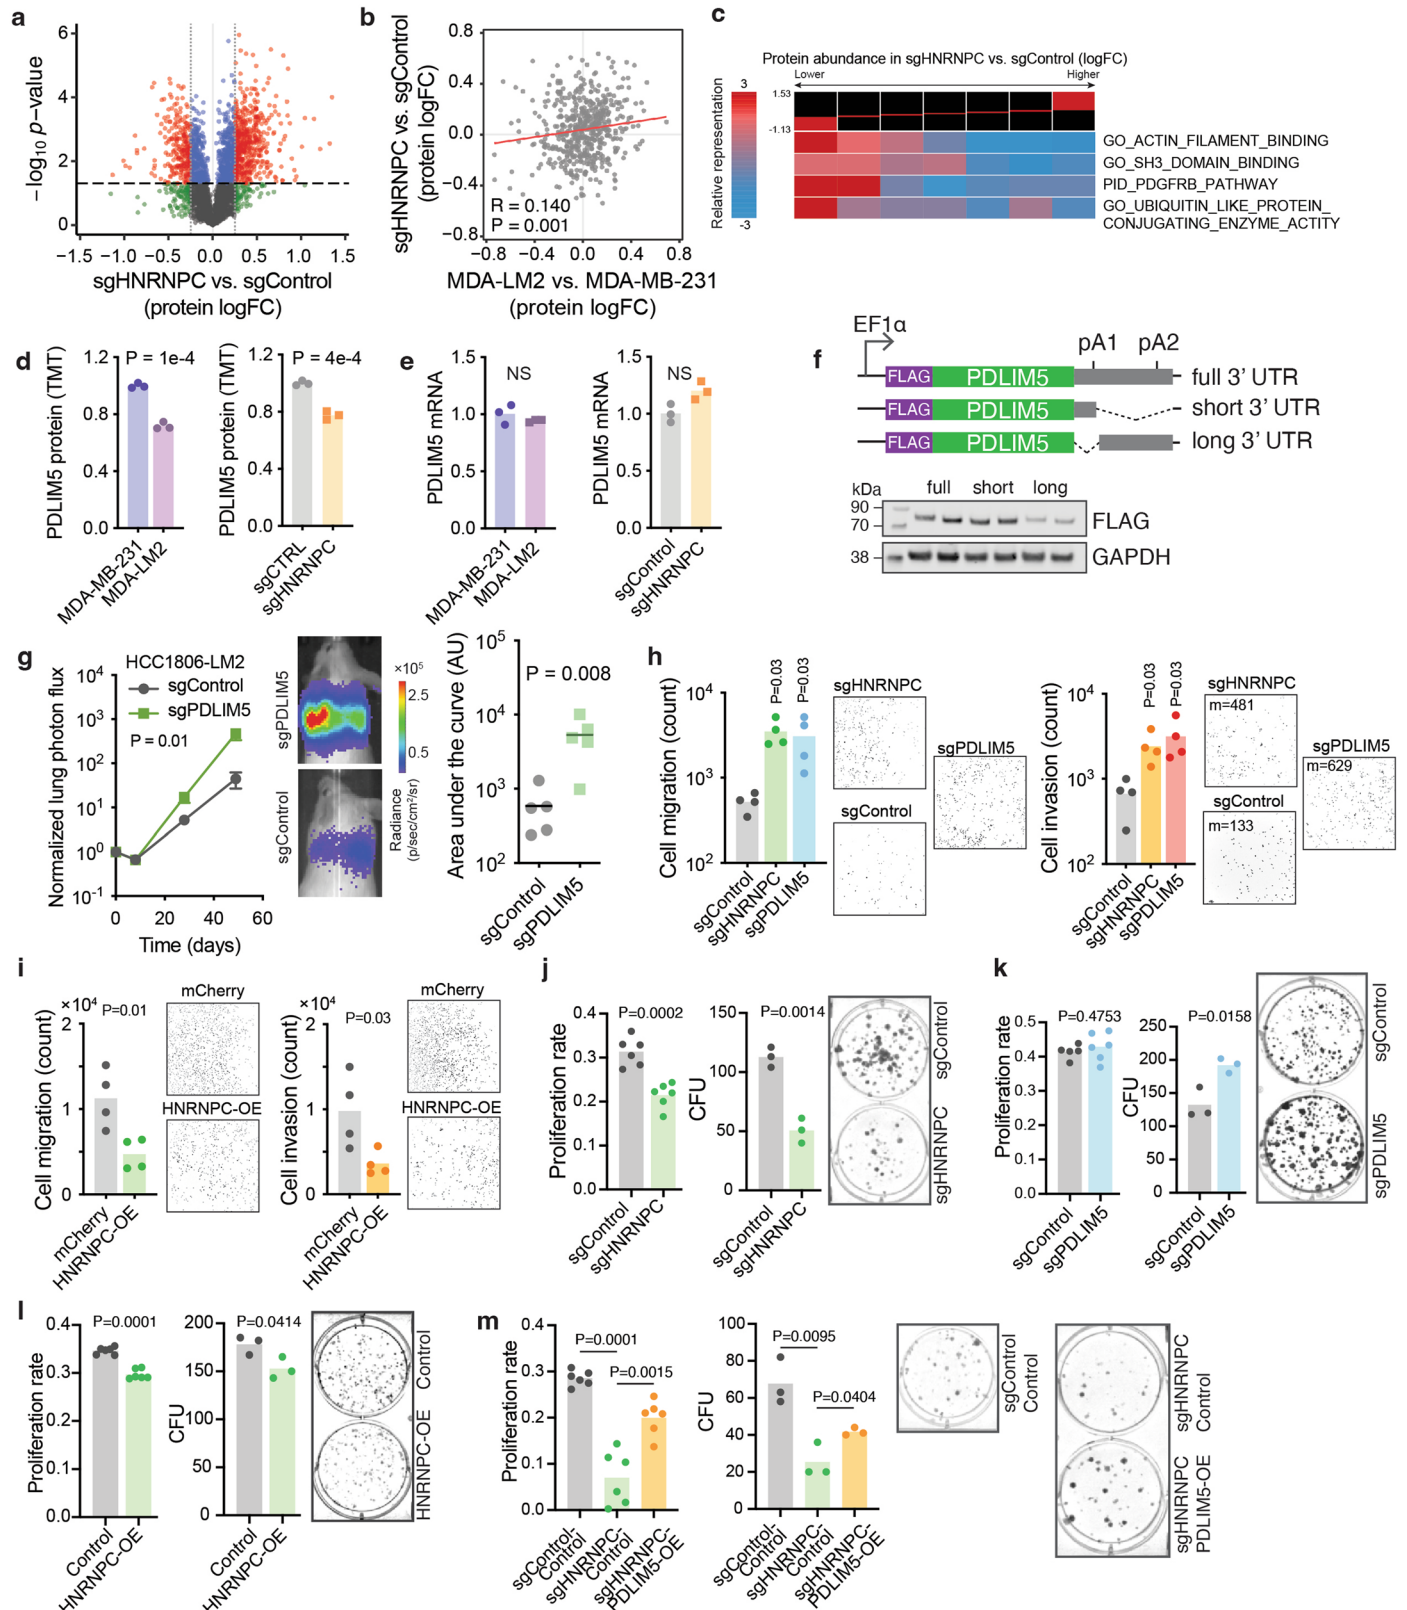 a
−log10 p−value
6
4
2
0
−1.5 −1.0 −0.5 0.0 0.5 1.0 1.5
sgHNRNPC vs. sgControl
(protein logFC)
b
sgHNRNPC vs. sgControl
(protein logFC)
0.8
0.4
0.0
−0.4
−0.8
R = 0.140
P = 0.001
−0.8 −0.4 0.0 0.4 0.8
MDA-LM2 vs. MDA-MB-231
(protein logFC)
c
Protein abundance in sgHNRNPC vs. sgControl (logFC)
Lower Higher
Relative representation
3
-3
1.53
-1.13
GO_ACTIN_FILAMENT_BINDING
GO_SH3_DOMAIN_BINDING
PID_PDGFRB_PATHWAY
GO_UBIQUITIN_LIKE_PROTEIN_
CONJUGATING_ENZYME_ACTITY
d
PDLIM5 protein (TMT)
1.2
0.8
0.4
0.0
P = 1e-4
MDA-MB-231
MDA-LM2
PDLIM5 protein (TMT)
1.2
0.8
0.4
0.0
P = 4e-4
sgCTRL
sgHNRNPC
e
PDLIM5 mRNA
1.5
1.0
0.5
0.0
NS
MDA-MB-231
MDA-LM2
PDLIM5 mRNA
1.5
1.0
0.5
0.0
NS
sgControl
sgHNRNPC
f
EF1α
pA1 pA2
FLAG PDLIM5 full 3’ UTR
FLAG PDLIM5 short 3’ UTR
FLAG PDLIM5 long 3’ UTR
kDa full short long
90
70
FLAG
38
GAPDH
g
Normalized lung photon flux
HCC1806-LM2
sgControl
sgPDLIM5
P = 0.01
10^4
10^3
10^2
10^1
10^0
10^-1
0 20 40 60
Time (days)
sgPDLIM5
sgControl
×10^5
2.5
0.5
Radiance
(p/sec/cm²/sr)
Area under the curve (AU)
10^5
10^4
10^3
10^2
P = 0.008
sgControl
sgPDLIM5
h
Cell migration (count)
10^4
10^3
10^2
P=0.03
P=0.03
sgControl
sgHNRNPC
sgPDLIM5
sgHNRNPC
sgPDLIM5
sgControl
Cell invasion (count)
10^4
10^3
10^2
P=0.03
P=0.03
sgControl
sgHNRNPC
sgPDLIM5
sgHNRNPC
m=481
sgPDLIM5
m=629
sgControl
m=133
i
Cell migration (count)
×10^4
2
1
0
P=0.01
mCherry
HNRNPC-OE
mCherry
HNRNPC-OE
Cell invasion (count)
×10^4
2
1
0
P=0.03
mCherry
HNRNPC-OE
mCherry
HNRNPC-OE
j
Proliferation rate
0.4
0.3
0.2
0.1
0.0
P=0.0002
sgControl
sgHNRNPC
CFU
150
100
50
0
P=0.0014
sgControl
sgHNRNPC
sgControl
sgHNRNPC
k
Proliferation rate
0.5
0.4
0.3
0.2
0.1
0.0
P=0.4753
sgControl
sgPDLIM5
CFU
250
200
150
100
50
0
P=0.0158
sgControl
sgPDLIM5
sgControl
sgPDLIM5
l
Proliferation rate
0.4
0.3
0.2
0.1
0.0
P=0.0001
Control
HNRNPC-OE
CFU
200
150
100
50
0
P=0.0414
Control
HNRNPC-OE
Control
HNRNPC-OE
m
Proliferation rate
0.4
0.3
0.2
0.1
0.0
P=0.0001
P=0.0015
sgControl-
Control
sgHNRNPC-
Control
sgHNRNPC-
PDLIM5-OE
CFU
100
80
60
40
20
0
P=0.0095
P=0.0404
sgControl-
Control
sgHNRNPC-
Control
sgHNRNPC-
PDLIM5-OE
sgControl
Control
sgHNRNPC
Control
sgHNRNPC
PDLIM5-OE